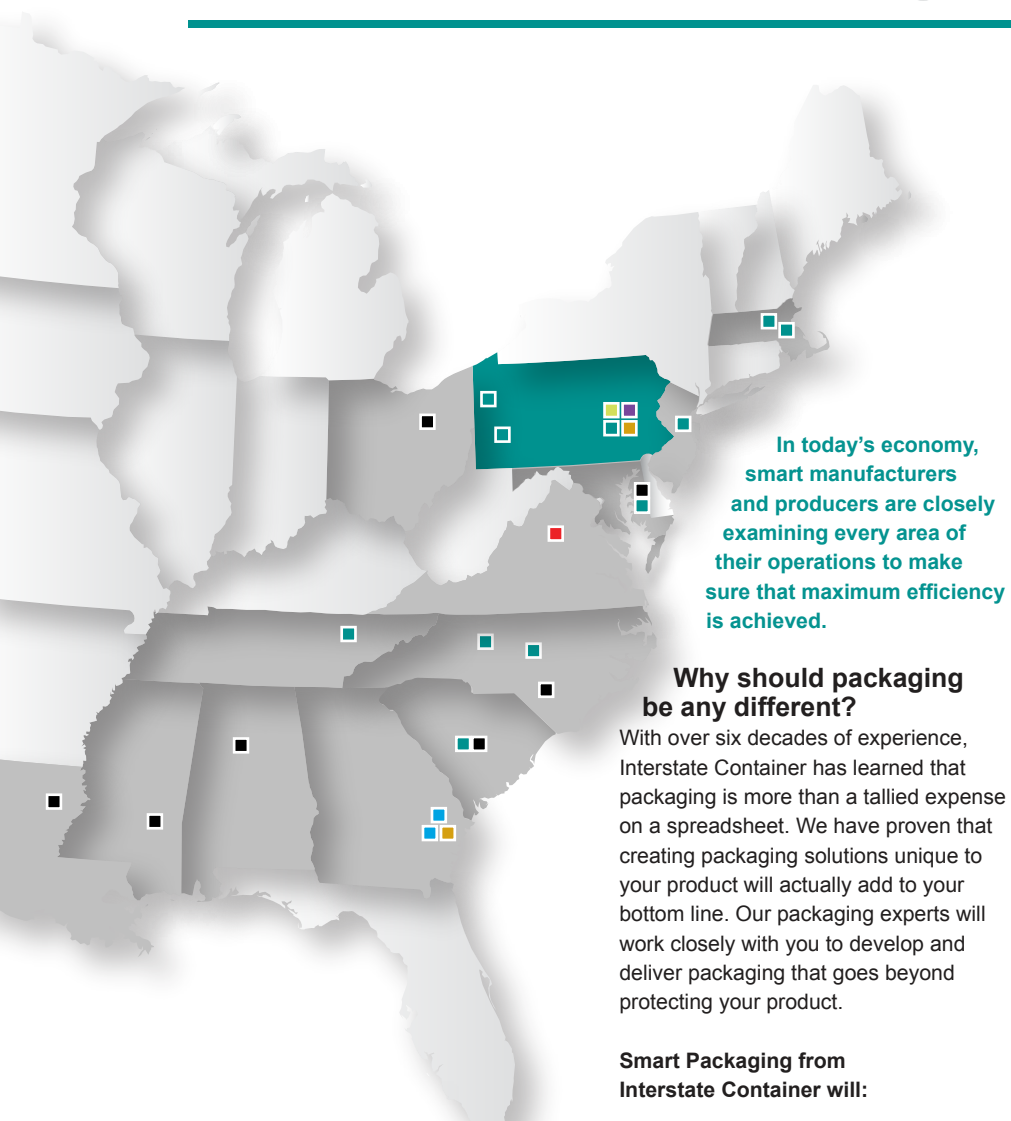 In today’s economy,
smart manufacturers
and producers are closely
examining every area of
their operations to make
sure that maximum efficiency
is achieved.
Why should packaging
be any different?
With over six decades of experience,
Interstate Container has learned that
packaging is more than a tallied expense
on a spreadsheet. We have proven that
creating packaging solutions unique to
your product will actually add to your
bottom line. Our packaging experts will
work closely with you to develop and
deliver packaging that goes beyond
protecting your product.
Smart Packaging from
Interstate Container will: